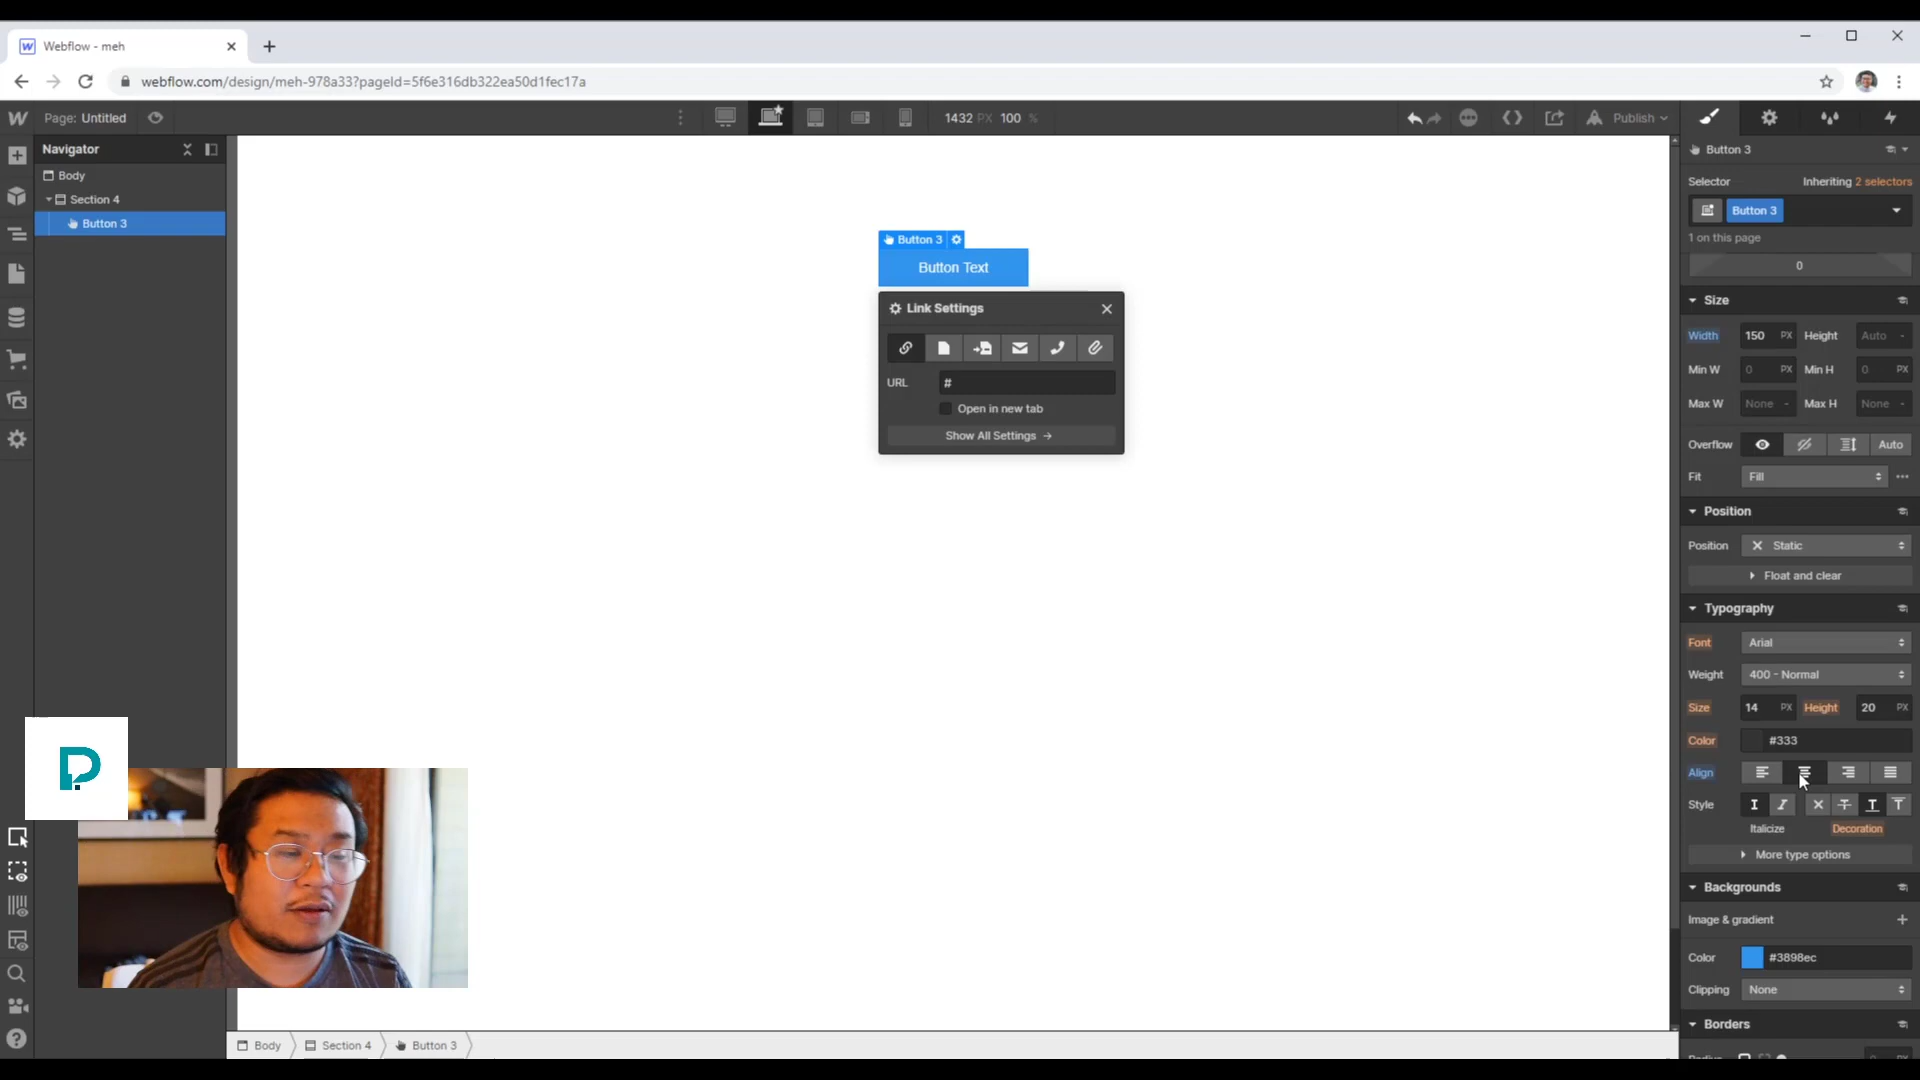 Webflow - meh
webflow.com/design/meh-978a33?pageId=5f6e316db322ea50d1fec17a
Page: Untitled
1432 PX 100 %
Publish
Navigator
Body
Section 4
Button 3
Button 3
Button Text
Link Settings
URL #
Open in new tab
Show All Settings
Button 3
Selector Inheriting 2 selectors
Button 3
1 on this page
0
Size
Width 150 PX Height Auto -
Min W 0 PX Min H 0 PX
Max W None - Max H None -
Overflow Auto
Fit Fill
Position
Position Static
Float and clear
Typography
Font Arial
Weight 400 - Normal
Size 14 PX Height 20 PX
Color #333
Align
Style
Italicize Decoration
More type options
Backgrounds
Image & gradient
Color #3898ec
Clipping None
Borders
Body Section 4 Button 3